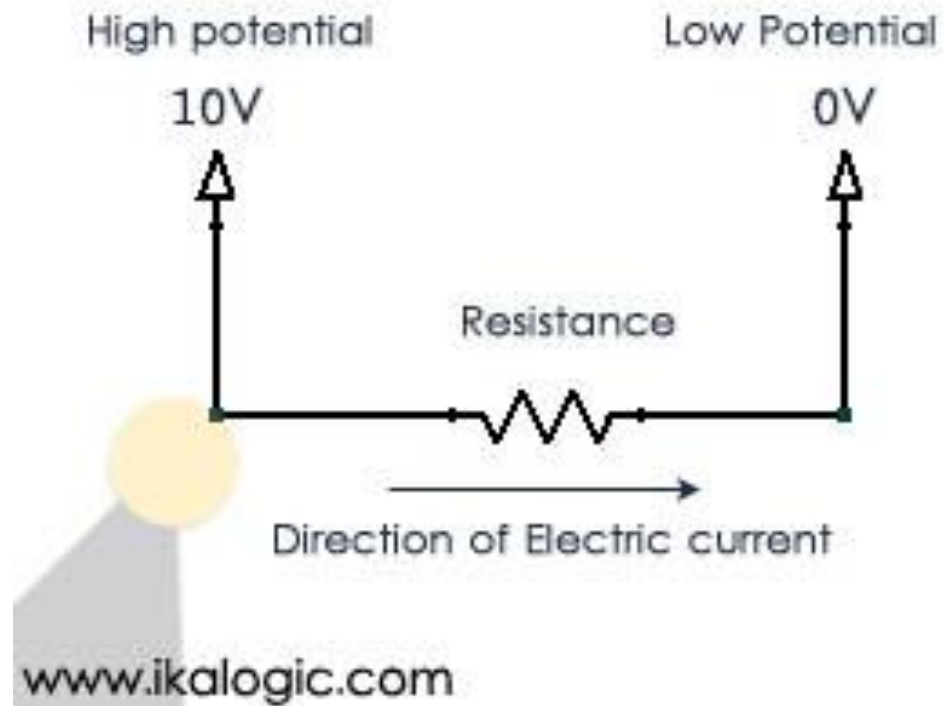 High potential
Low Potential
10V
0V
Resistance
Direction of Electric current
www.ikalogic.com